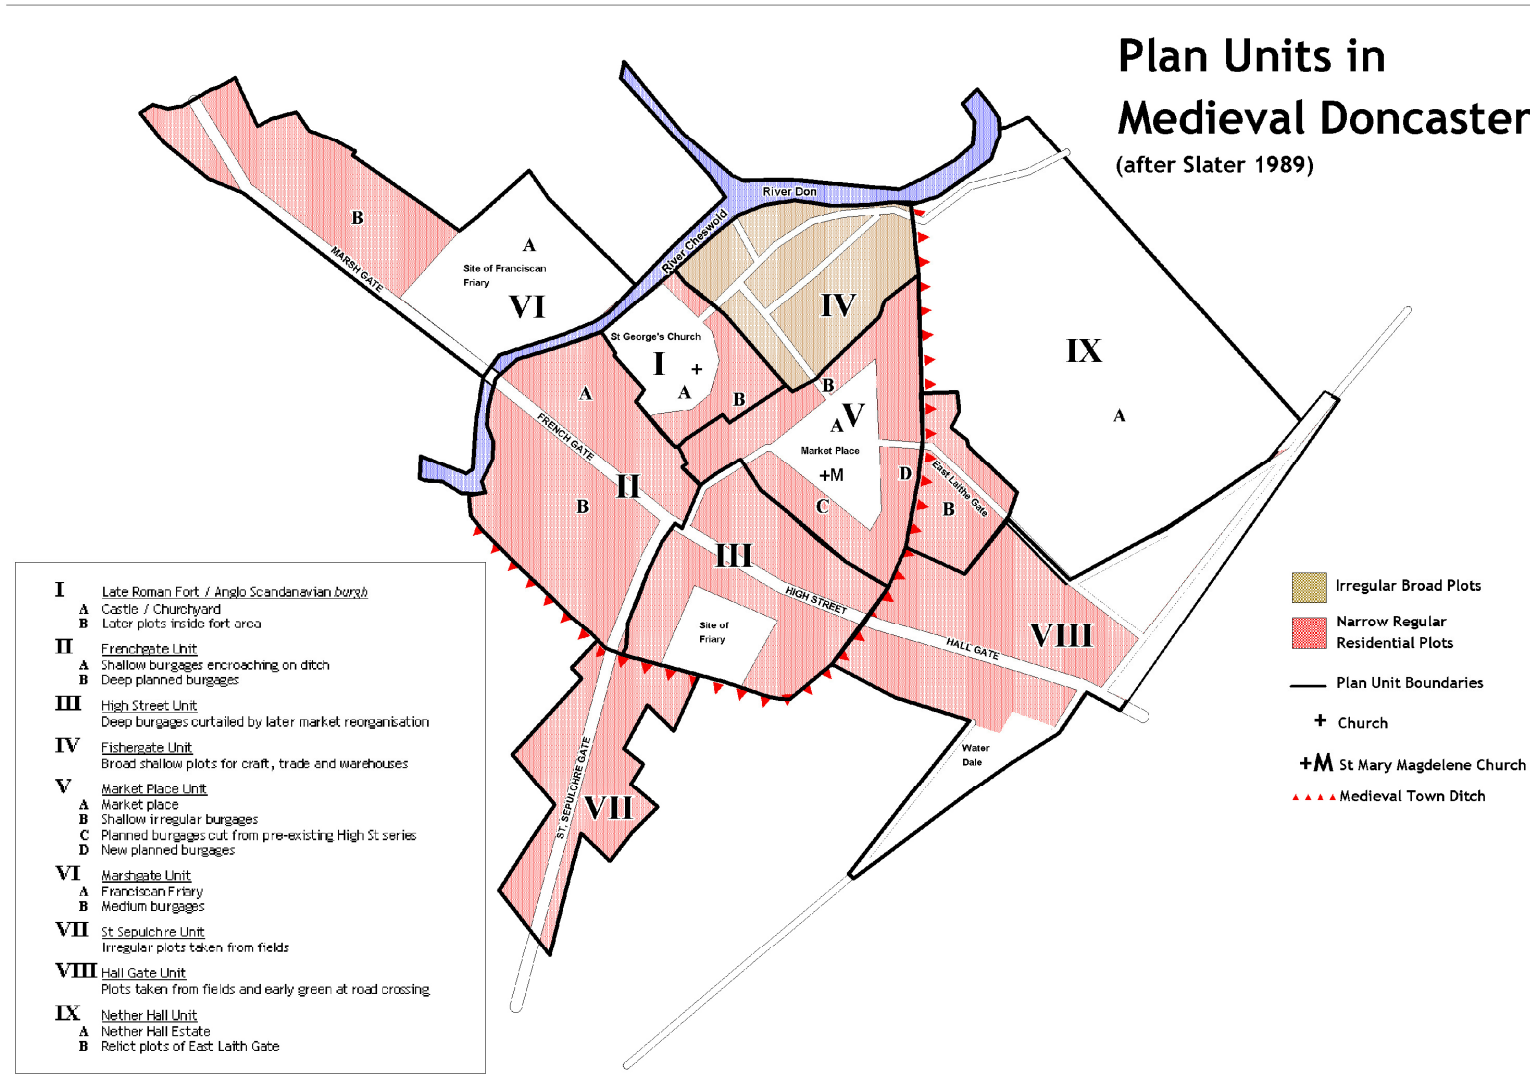 Plan Units in
Medieval Doncaster
(after Slater 1989)
River Don
River Cheswold
B
MARSH GATE
A
Site of Franciscan
Friary
VI
IV
St George's Church
I
A
B
IX
A
A
FRENCH GATE
II
B
B
V
A
Market Place
+M
C
D
East Laithe Gate
B
III
HIGH STREET
Site of
Friary
HALL GATE
VIII
Water
Dale
ST. SEPULCHRE GATE
VII
I Late Roman Fort / Anglo Scandanavian burgh
A Castle / Churchyard
B Later plots inside fort area
II Frenchgate Unit
A Shallow burgages encroaching on ditch
B Deep planned burgages
III High Street Unit
Deep burgages curtailed by later market reorganisation
IV Fishergate Unit
Broad shallow plots for craft, trade and warehouses
V Market Place Unit
A Market place
B Shallow irregular burgages
C Planned burgages cut from pre-existing High St series
D New planned burgages
VI Marshgate Unit
A Franciscan Friary
B Medium burgages
VII St Sepulchre Unit
Irregular plots taken from fields
VIII Hall Gate Unit
Plots taken from fields and early green at road crossing
IX Nether Hall Unit
A Nether Hall Estate
B Relict plots of East Laith Gate
Irregular Broad Plots
Narrow Regular
Residential Plots
Plan Unit Boundaries
+ Church
+M St Mary Magdelene Church
Medieval Town Ditch